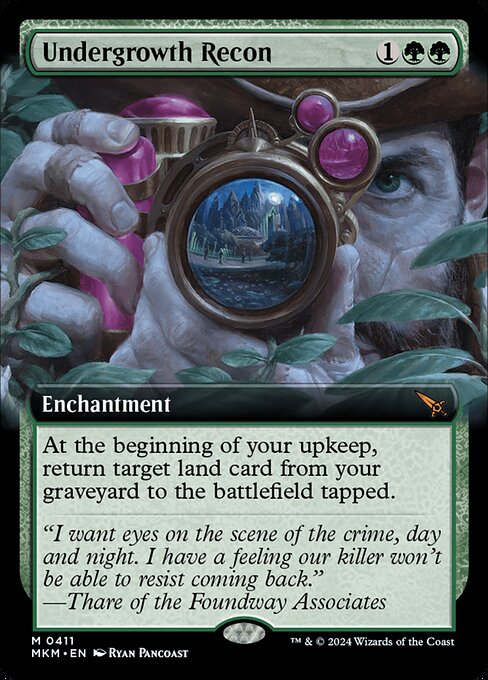 Undergrowth Recon 1
Enchantment
At the beginning of your upkeep,
return target land card from your
graveyard to the battlefield tapped.
“I want eyes on the scene of the crime, day
and night. I have a feeling our killer won’t
be able to resist coming back.”
—Thare of the Foundway Associates
M 0411
MKM • EN Ryan Pancoast
™ & © 2024 Wizards of the Coast